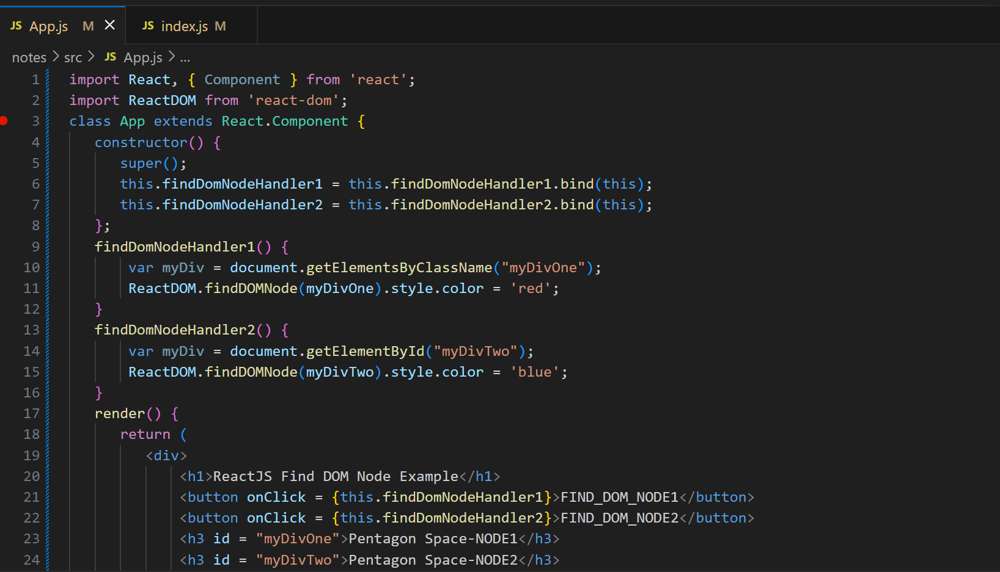 JS App.js M × JS index.js M
notes > src > JS App.js > ...
1 import React, { Component } from 'react';
2 import ReactDOM from 'react-dom';
3 class App extends React.Component {
4 constructor() {
5 super();
6 this.findDomNodeHandler1 = this.findDomNodeHandler1.bind(this);
7 this.findDomNodeHandler2 = this.findDomNodeHandler2.bind(this);
8 };
9 findDomNodeHandler1() {
10 var myDiv = document.getElementsByClassName("myDivOne");
11 ReactDOM.findDOMNode(myDivOne).style.color = 'red';
12 }
13 findDomNodeHandler2() {
14 var myDiv = document.getElementById("myDivTwo");
15 ReactDOM.findDOMNode(myDivTwo).style.color = 'blue';
16 }
17 render() {
18 return (
19 <div>
20 <h1>ReactJS Find DOM Node Example</h1>
21 <button onClick = {this.findDomNodeHandler1}>FIND_DOM_NODE1</button>
22 <button onClick = {this.findDomNodeHandler2}>FIND_DOM_NODE2</button>
23 <h3 id = "myDivOne">Pentagon Space-NODE1</h3>
24 <h3 id = "myDivTwo">Pentagon Space-NODE2</h3>